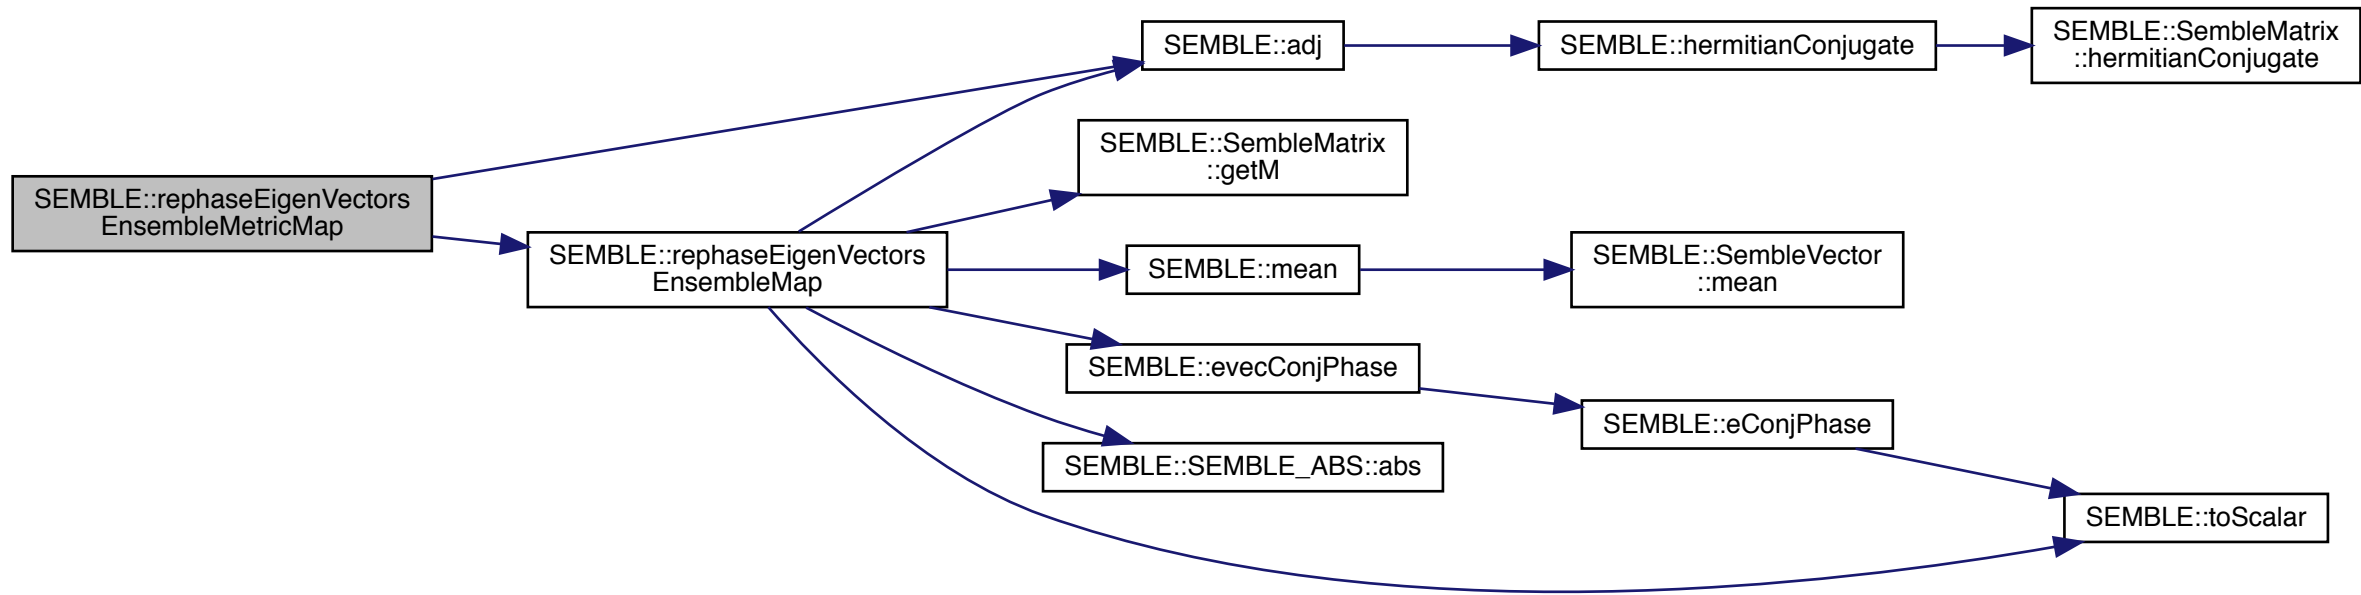 SEMBLE::rephaseEigenVectors
EnsembleMetricMap
SEMBLE::rephaseEigenVectors
EnsembleMap
SEMBLE::adj
SEMBLE::hermitianConjugate
SEMBLE::SembleMatrix
::hermitianConjugate
SEMBLE::SembleMatrix
::getM
SEMBLE::mean
SEMBLE::SembleVector
::mean
SEMBLE::evecConjPhase
SEMBLE::eConjPhase
SEMBLE::SEMBLE_ABS::abs
SEMBLE::toScalar